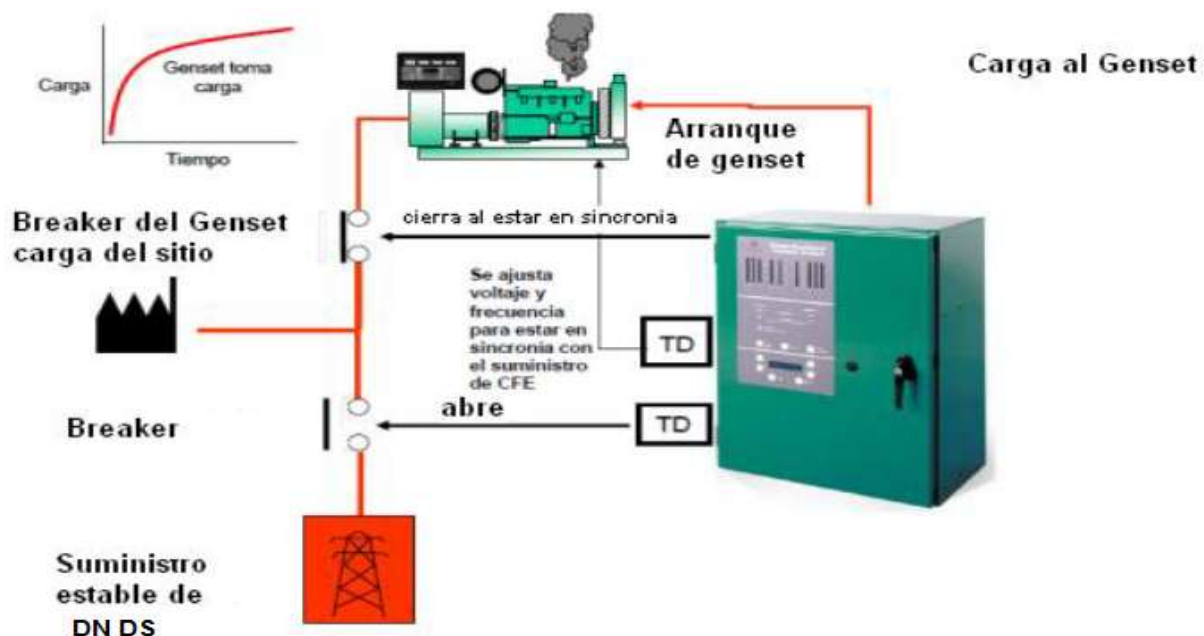 Carga
Genset toma
carga
Tiempo
Carga al Genset
Arranque
de genset
Breaker del Genset
carga del sitio
cierra al estar en sincronia
Se ajusta
voltaje y
frecuencia
para estar en
sincronia con
el suministro
de CFE
TD
abre
TD
Breaker
Suministro
estable de
DN DS